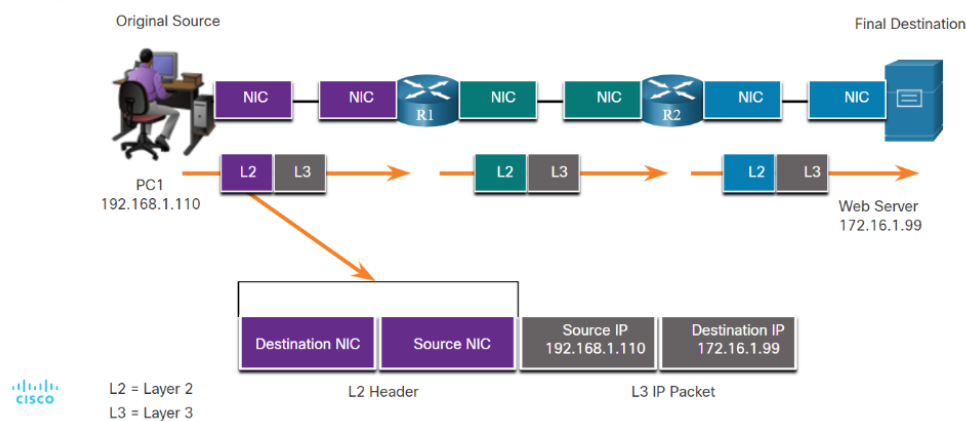 Original Source
Final Destination
NIC
NIC
R1
NIC
NIC
R2
NIC
NIC
L2
L3
L2
L3
L2
L3
PC1
192.168.1.110
Web Server
172.16.1.99
Destination NIC
Source NIC
Source IP
192.168.1.110
Destination IP
172.16.1.99
L2 Header
L3 IP Packet
CISCO
L2 = Layer 2
L3 = Layer 3